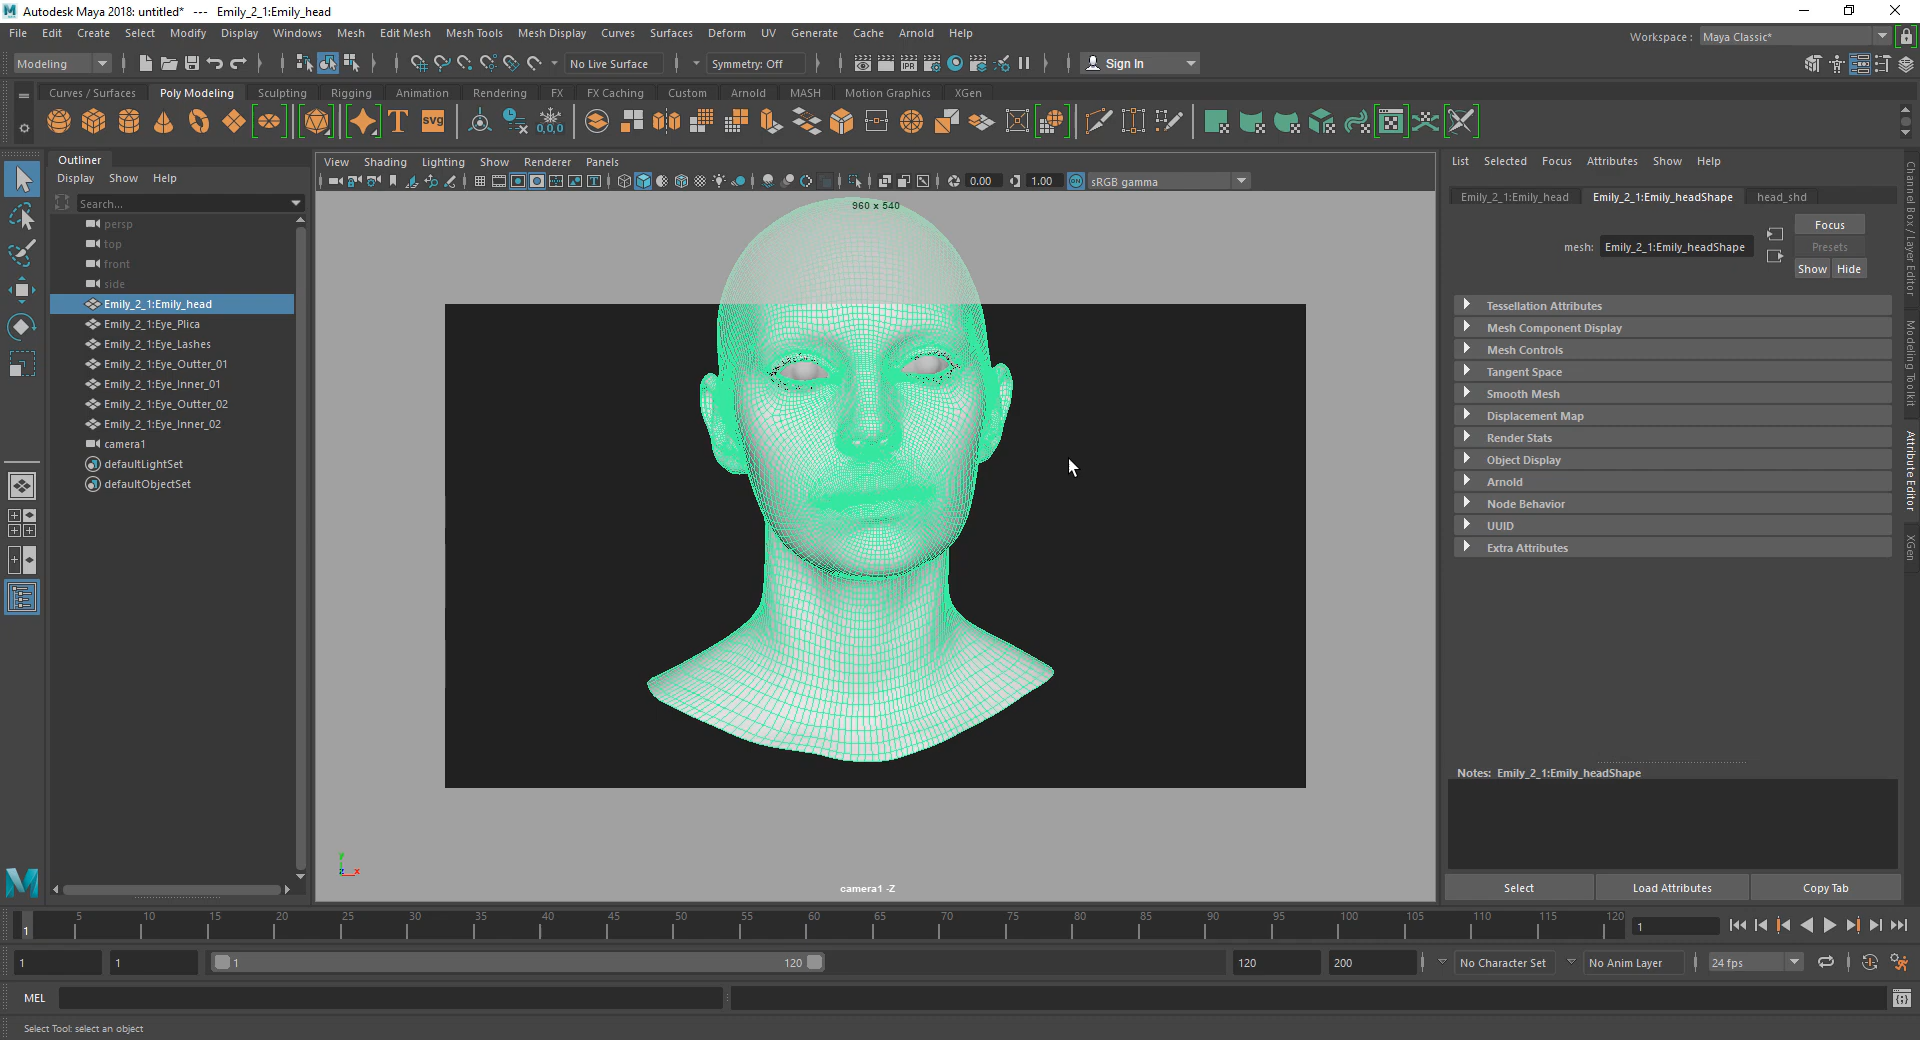 Autodesk Maya 2018: untitled* --- Emily_2_1:Emily_head
File Edit Create Select Modify Display Windows Mesh Edit Mesh Mesh Tools Mesh Display Curves Surfaces Deform UV Generate Cache Arnold Help
Workspace : Maya Classic*
Modeling No Live Surface Symmetry: Off IPR Sign In
Curves / Surfaces Poly Modeling Sculpting Rigging Animation Rendering FX FX Caching Custom Arnold MASH Motion Graphics XGen
T SVG 0,0,0
Outliner
Display Show Help
Search...
persp
top
front
side
Emily_2_1:Emily_head
Emily_2_1:Eye_Plica
Emily_2_1:Eye_Lashes
Emily_2_1:Eye_Outter_01
Emily_2_1:Eye_Inner_01
Emily_2_1:Eye_Outter_02
Emily_2_1:Eye_Inner_02
camera1
defaultLightSet
defaultObjectSet
View Shading Lighting Show Renderer Panels
0.00 1.00 ON sRGB gamma
960 x 540
y
z x
camera1 -Z
List Selected Focus Attributes Show Help
Emily_2_1:Emily_head Emily_2_1:Emily_headShape head_shd
mesh: Emily_2_1:Emily_headShape
Focus
Presets
Show Hide
Tessellation Attributes
Mesh Component Display
Mesh Controls
Tangent Space
Smooth Mesh
Displacement Map
Render Stats
Object Display
Arnold
Node Behavior
UUID
Extra Attributes
Notes: Emily_2_1:Emily_headShape
Select Load Attributes Copy Tab
Channel Box / Layer Editor
Modeling Toolkit
Attribute Editor
XGen
1 5 10 15 20 25 30 35 40 45 50 55 60 65 70 75 80 85 90 95 100 105 110 115 120
1
1 1 1 120 120 200 No Character Set No Anim Layer 24 fps
MEL
Select Tool: select an object